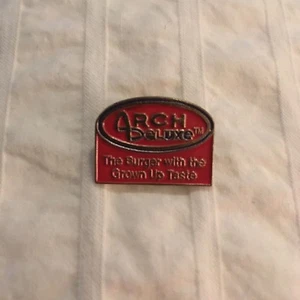 ARCH
DELUXE™
The Burger with the
Grown Up Taste